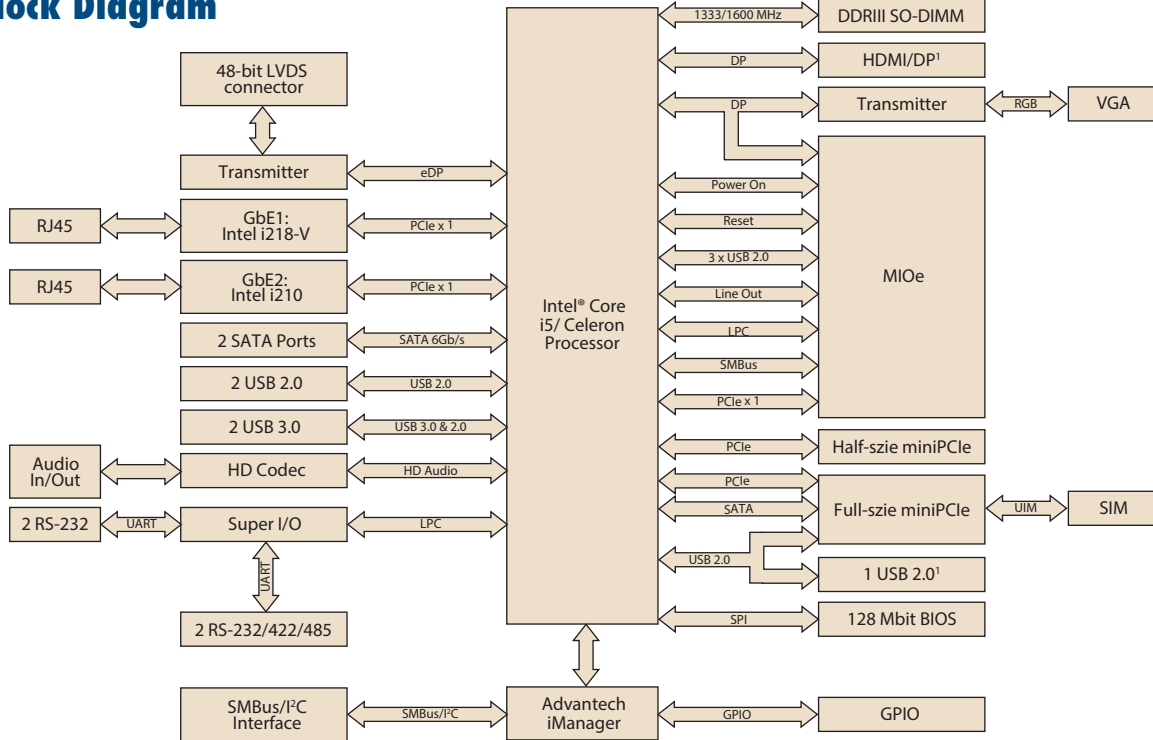 lock Diagram
1333/1600 MHz
DDRIII SO-DIMM
48-bit LVDS
connector
DP
HDMI/DP¹
DP
Transmitter
RGB
VGA
Transmitter
eDP
Power On
RJ45
GbE1:
Intel i218-V
PCIe x 1
Reset
3 x USB 2.0
MIOe
RJ45
GbE2:
Intel i210
PCIe x 1
Line Out
Intel® Core
i5/ Celeron
Processor
2 SATA Ports
SATA 6Gb/s
LPC
SMBus
2 USB 2.0
USB 2.0
PCIe x 1
2 USB 3.0
USB 3.0 & 2.0
PCIe
Half-szie miniPCIe
Audio
In/Out
HD Codec
HD Audio
PCIe
SATA
Full-szie miniPCIe
UIM
SIM
2 RS-232
UART
Super I/O
LPC
USB 2.0
1 USB 2.0¹
UART
2 RS-232/422/485
SPI
128 Mbit BIOS
SMBus/I²C
Interface
SMBus/I²C
Advantech
iManager
GPIO
GPIO